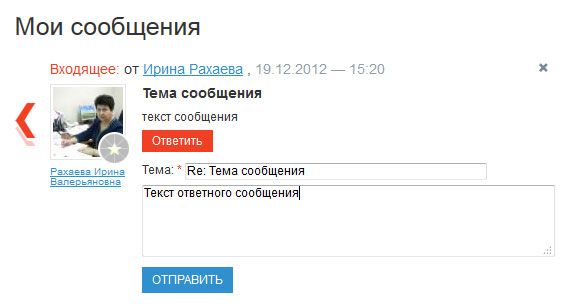 Мои сообщения
Входящее: от Ирина Рахаева , 19.12.2012 — 15:20
Тема сообщения
текст сообщения
Ответить
Рахаева Ирина
Валерьяновна
Тема: * Re: Тема сообщения
Текст ответного сообщения
ОТПРАВИТЬ